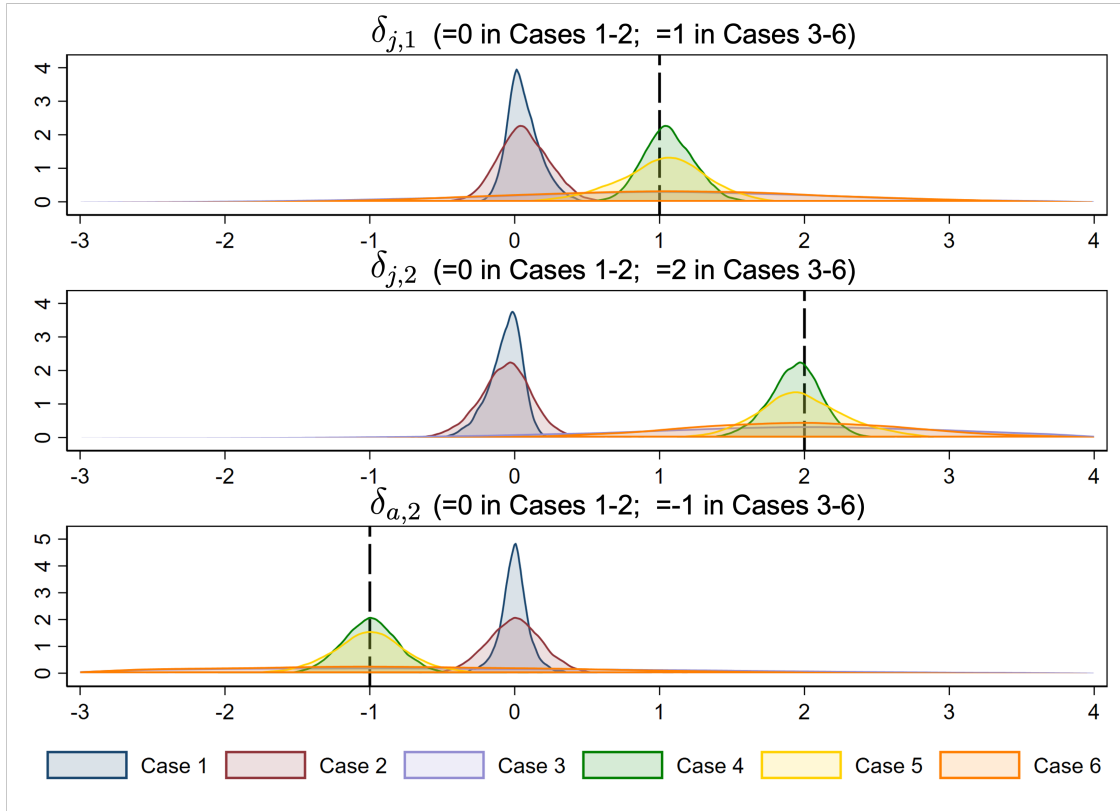 δj,1 (=0 in Cases 1-2; =1 in Cases 3-6)
4
3
2
1
0
-3 -2 -1 0 1 2 3 4
δj,2 (=0 in Cases 1-2; =2 in Cases 3-6)
4
3
2
1
0
-3 -2 -1 0 1 2 3 4
δa,2 (=0 in Cases 1-2; =-1 in Cases 3-6)
5
4
3
2
1
0
-3 -2 -1 0 1 2 3 4
Case 1 Case 2 Case 3 Case 4 Case 5 Case 6